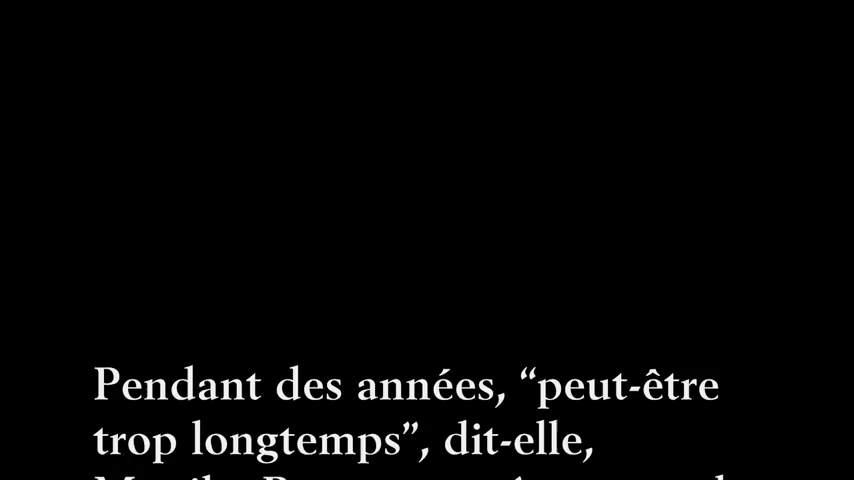 Pendant des années, “peut-être
trop longtemps”, dit-elle,